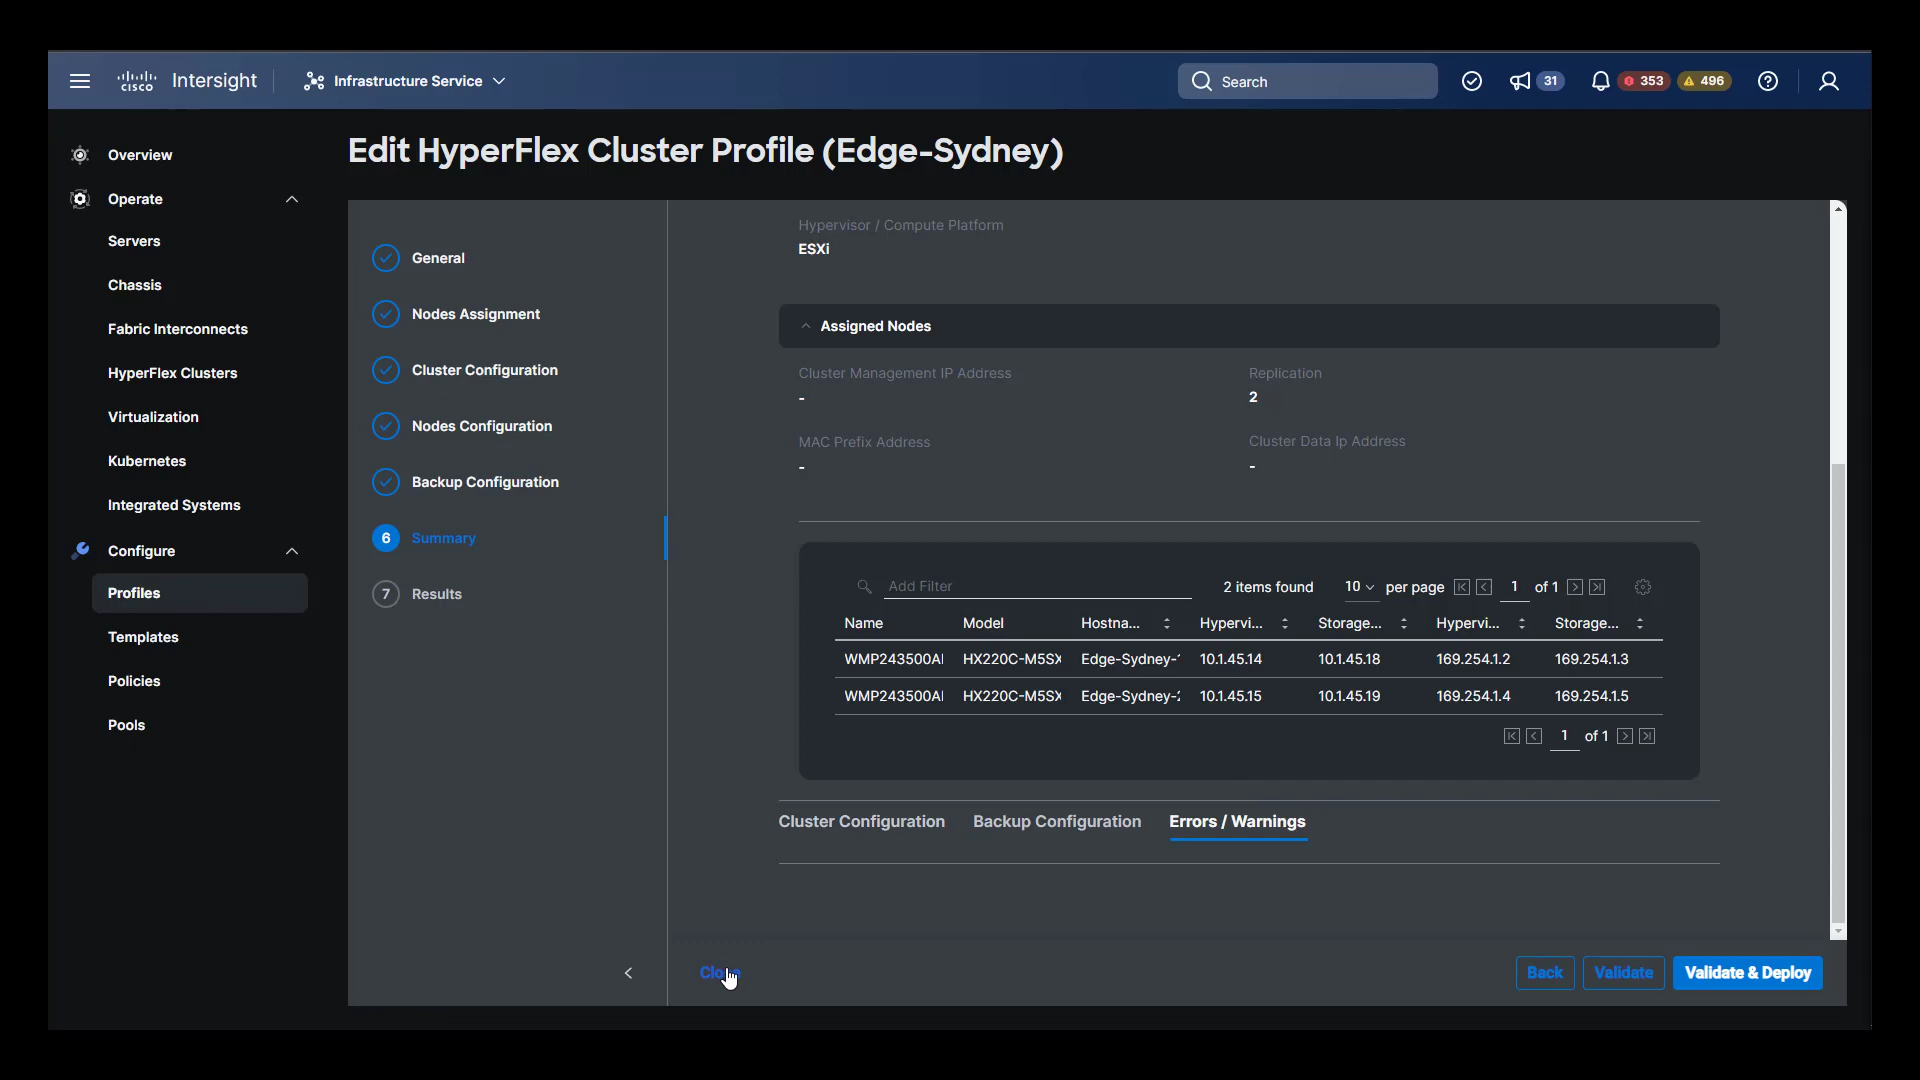 cisco Intersight Infrastructure Service Search 31 353 496
Edit HyperFlex Cluster Profile (Edge-Sydney)
Overview
Operate
Servers
Chassis
Fabric Interconnects
HyperFlex Clusters
Virtualization
Kubernetes
Integrated Systems
Configure
Profiles
Templates
Policies
Pools
General
Nodes Assignment
Cluster Configuration
Nodes Configuration
Backup Configuration
6 Summary
7 Results
Hypervisor / Compute Platform
ESXi
Assigned Nodes
Cluster Management IP Address Replication
- 2
MAC Prefix Address Cluster Data Ip Address
- -
Add Filter 2 items found 10 per page 1 of 1
Name Model Hostna... Hypervi... Storage... Hypervi... Storage...
WMP243500A HX220C-M5SX Edge-Sydney- 10.1.45.14 10.1.45.18 169.254.1.2 169.254.1.3
WMP243500A HX220C-M5SX Edge-Sydney- 10.1.45.15 10.1.45.19 169.254.1.4 169.254.1.5
1 of 1
Cluster Configuration Backup Configuration Errors / Warnings
Back Validate Validate & Deploy